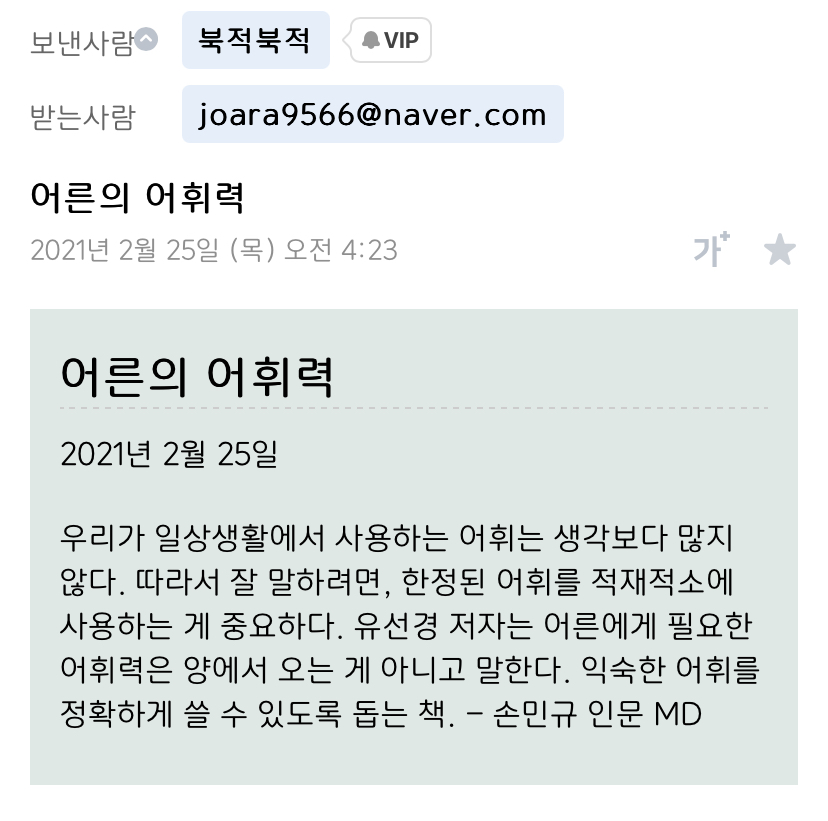 보낸사람 북적북적 VIP
받는사람 joara9566@naver.com
어른의 어휘력
2021년 2월 25일 (목) 오전 4:23 가+
어른의 어휘력
2021년 2월 25일
우리가 일상생활에서 사용하는 어휘는 생각보다 많지
않다. 따라서 잘 말하려면, 한정된 어휘를 적재적소에
사용하는 게 중요하다. 유선경 저자는 어른에게 필요한
어휘력은 양에서 오는 게 아니고 말한다. 익숙한 어휘를
정확하게 쓸 수 있도록 돕는 책. - 손민규 인문 MD